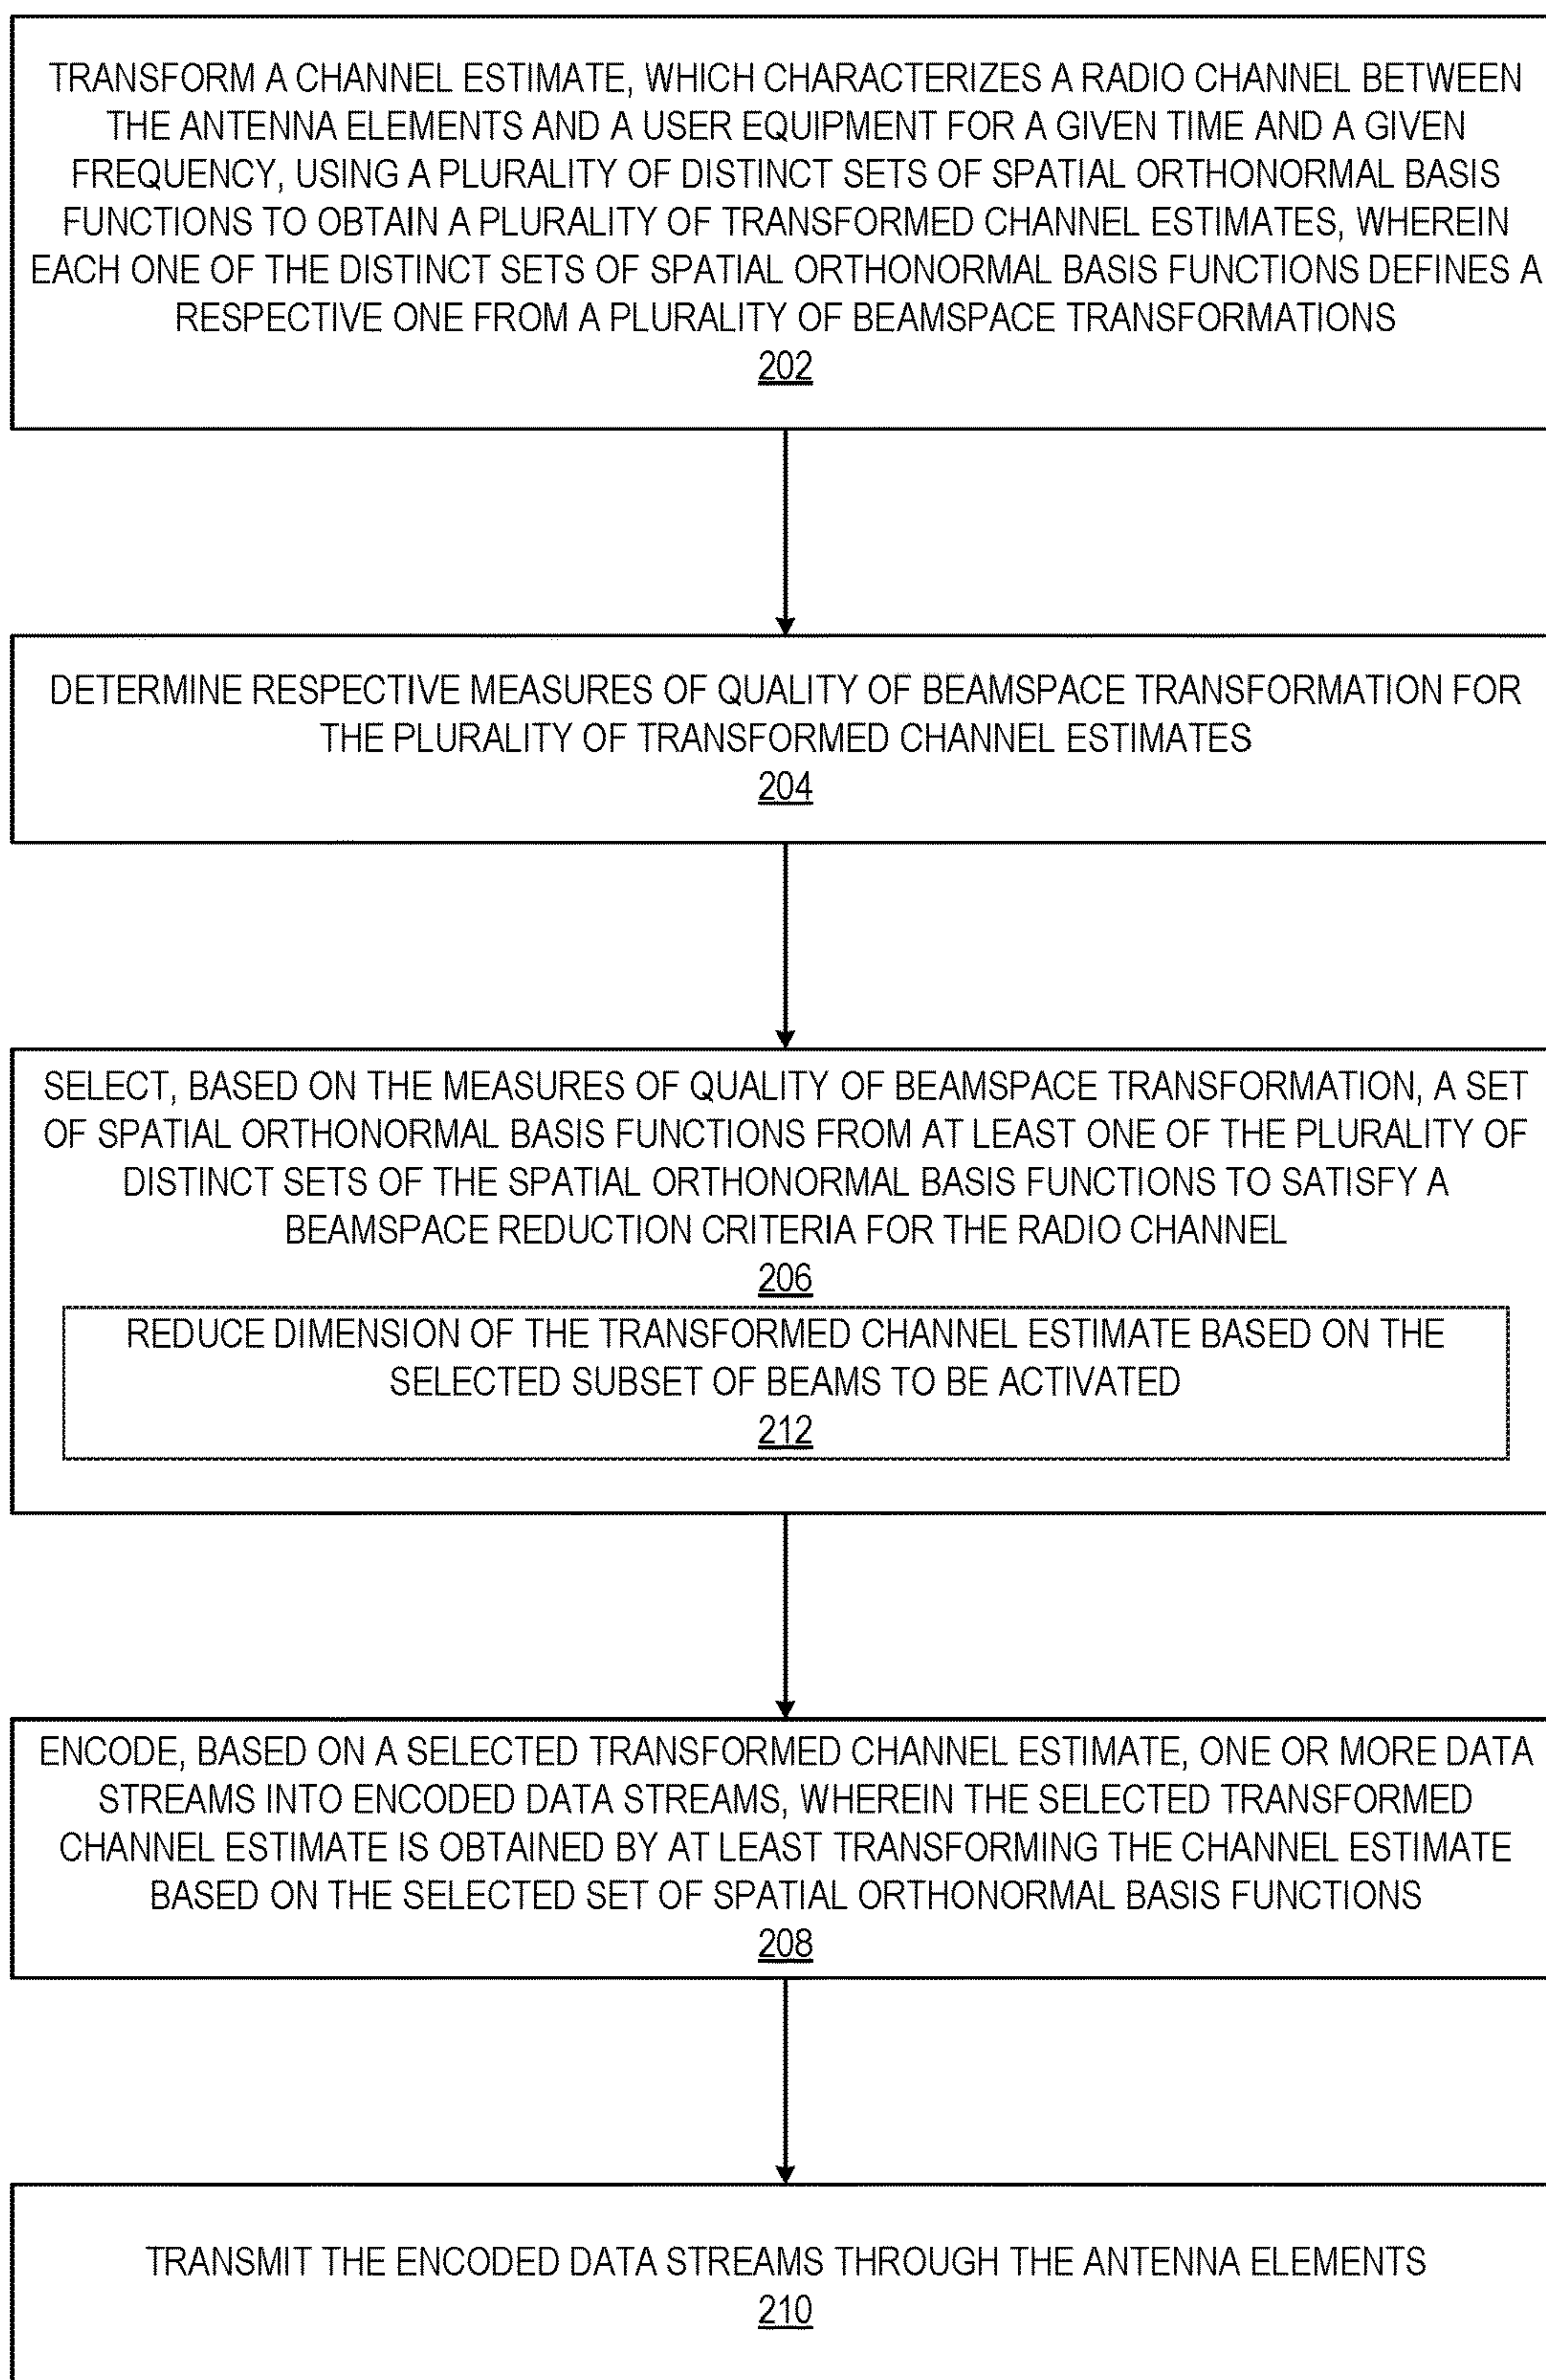 TRANSFORM A CHANNEL ESTIMATE, WHICH CHARACTERIZES A RADIO CHANNEL BETWEEN
THE ANTENNA ELEMENTS AND A USER EQUIPMENT FOR A GIVEN TIME AND A GIVEN
FREQUENCY, USING A PLURALITY OF DISTINCT SETS OF SPATIAL ORTHONORMAL BASIS
FUNCTIONS TO OBTAIN A PLURALITY OF TRANSFORMED CHANNEL ESTIMATES, WHEREIN
EACH ONE OF THE DISTINCT SETS OF SPATIAL ORTHONORMAL BASIS FUNCTIONS DEFINES A
RESPECTIVE ONE FROM A PLURALITY OF BEAMSPACE TRANSFORMATIONS
202
DETERMINE RESPECTIVE MEASURES OF QUALITY OF BEAMSPACE TRANSFORMATION FOR
THE PLURALITY OF TRANSFORMED CHANNEL ESTIMATES
204
SELECT, BASED ON THE MEASURES OF QUALITY OF BEAMSPACE TRANSFORMATION, A SET
OF SPATIAL ORTHONORMAL BASIS FUNCTIONS FROM AT LEAST ONE OF THE PLURALITY OF
DISTINCT SETS OF THE SPATIAL ORTHONORMAL BASIS FUNCTIONS TO SATISFY A
BEAMSPACE REDUCTION CRITERIA FOR THE RADIO CHANNEL
206
REDUCE DIMENSION OF THE TRANSFORMED CHANNEL ESTIMATE BASED ON THE
SELECTED SUBSET OF BEAMS TO BE ACTIVATED
212
ENCODE, BASED ON A SELECTED TRANSFORMED CHANNEL ESTIMATE, ONE OR MORE DATA
STREAMS INTO ENCODED DATA STREAMS, WHEREIN THE SELECTED TRANSFORMED
CHANNEL ESTIMATE IS OBTAINED BY AT LEAST TRANSFORMING THE CHANNEL ESTIMATE
BASED ON THE SELECTED SET OF SPATIAL ORTHONORMAL BASIS FUNCTIONS
208
TRANSMIT THE ENCODED DATA STREAMS THROUGH THE ANTENNA ELEMENTS
210